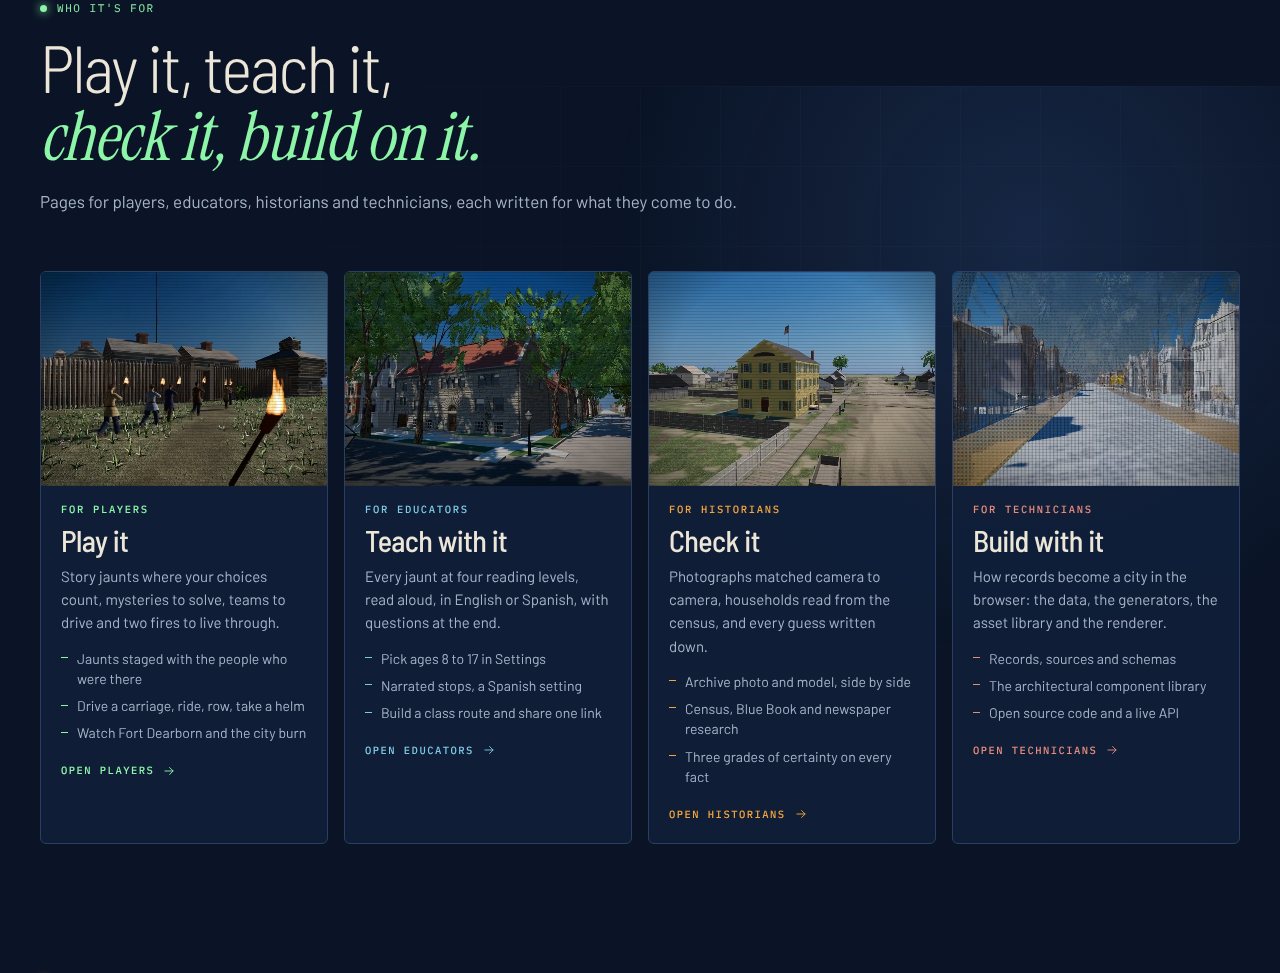 WHO IT'S FOR
Play it, teach it,
check it, build on it.
Pages for players, educators, historians and technicians, each written for what they come to do.
FOR PLAYERS
Play it
Story jaunts where your choices
count, mysteries to solve, teams to
drive and two fires to live through.
Jaunts staged with the people who
were there
Drive a carriage, ride, row, take a helm
Watch Fort Dearborn and the city burn
OPEN PLAYERS →
FOR EDUCATORS
Teach with it
Every jaunt at four reading levels,
read aloud, in English or Spanish, with
questions at the end.
Pick ages 8 to 17 in Settings
Narrated stops, a Spanish setting
Build a class route and share one link
OPEN EDUCATORS →
FOR HISTORIANS
Check it
Photographs matched camera to
camera, households read from the
census, and every guess written
down.
Archive photo and model, side by side
Census, Blue Book and newspaper
research
Three grades of certainty on every
fact
OPEN HISTORIANS →
FOR TECHNICIANS
Build with it
How records become a city in the
browser: the data, the generators, the
asset library and the renderer.
Records, sources and schemas
The architectural component library
Open source code and a live API
OPEN TECHNICIANS →